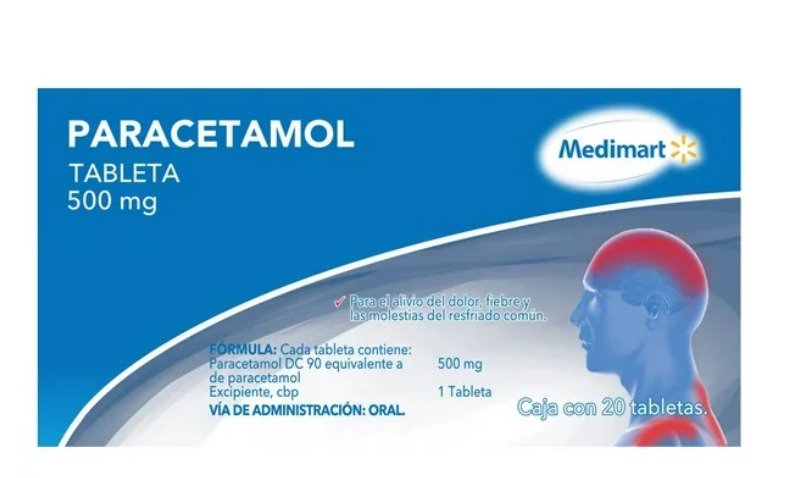 PARACETAMOL
TABLETA
500 mg
Medimart
✓ Para el alivio del dolor, fiebre y
las molestias del resfriado común.
FÓRMULA: Cada tableta contiene:
Paracetamol DC 90 equivalente a 500 mg
de paracetamol
Excipiente, cbp 1 Tableta
VÍA DE ADMINISTRACIÓN: ORAL.
Caja con 20 tabletas.